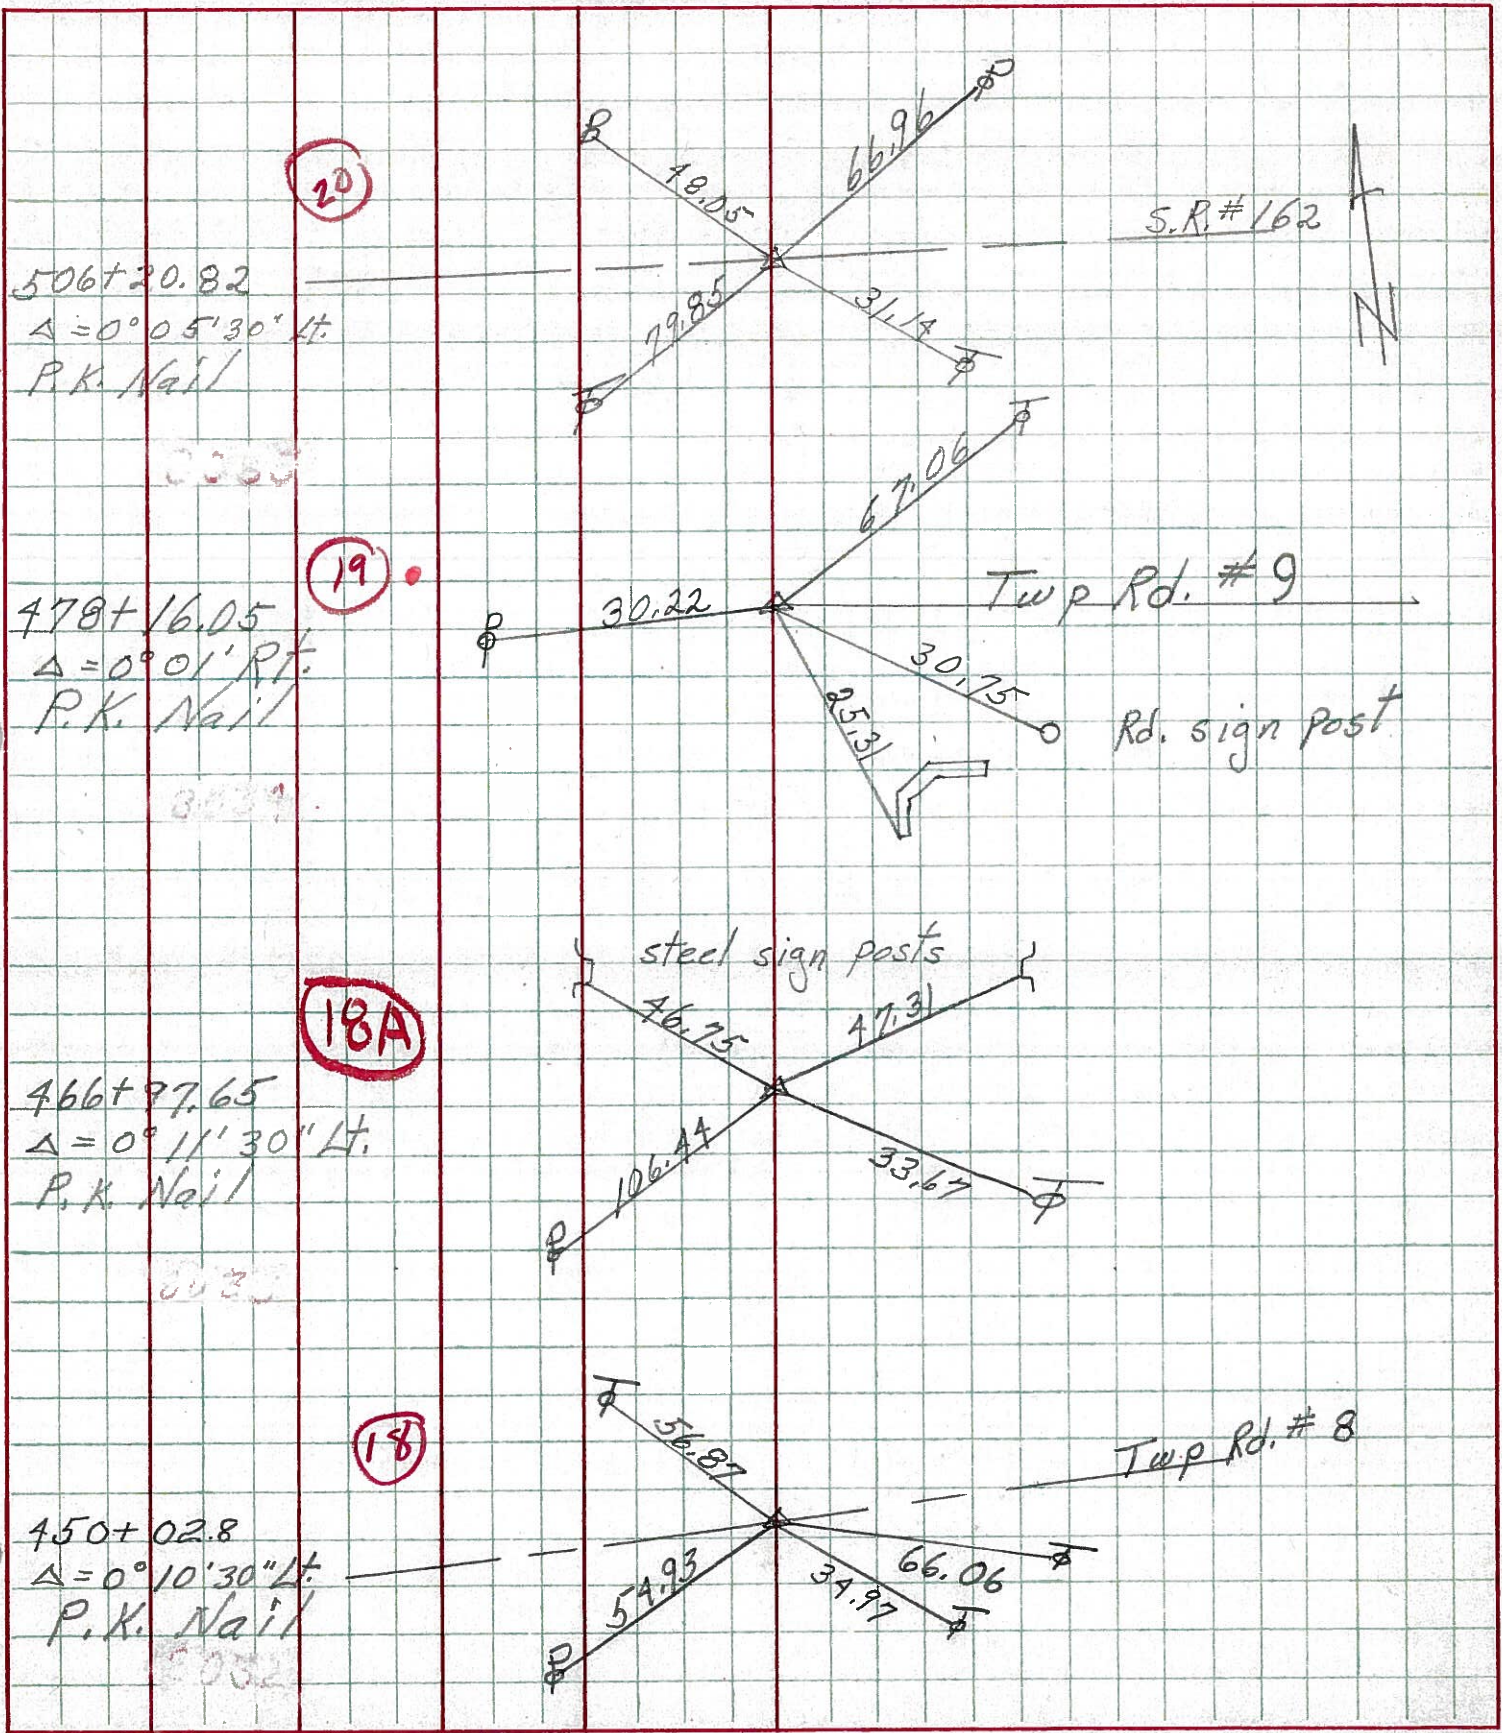 20
66.96
48.05
S.R. # 162
506+20.82
Δ = 0° 05' 30" Lt.
P.K. Nail
79.85
31.14
N
67.06
19
478+16.05
Δ = 0° 01' Rt.
P.K. Nail
P
30.22
Twp Rd. # 9
30.75
25.31
Rd. sign post
steel sign posts
18A
46.75
47.31
466+97.65
Δ = 0° 11' 30" Lt.
P.K. Nail
106.44
33.67
P
18
56.87
Twp Rd. # 8
450+02.8
Δ = 0° 10' 30" Lt.
P.K. Nail
54.93
66.06
34.97
P